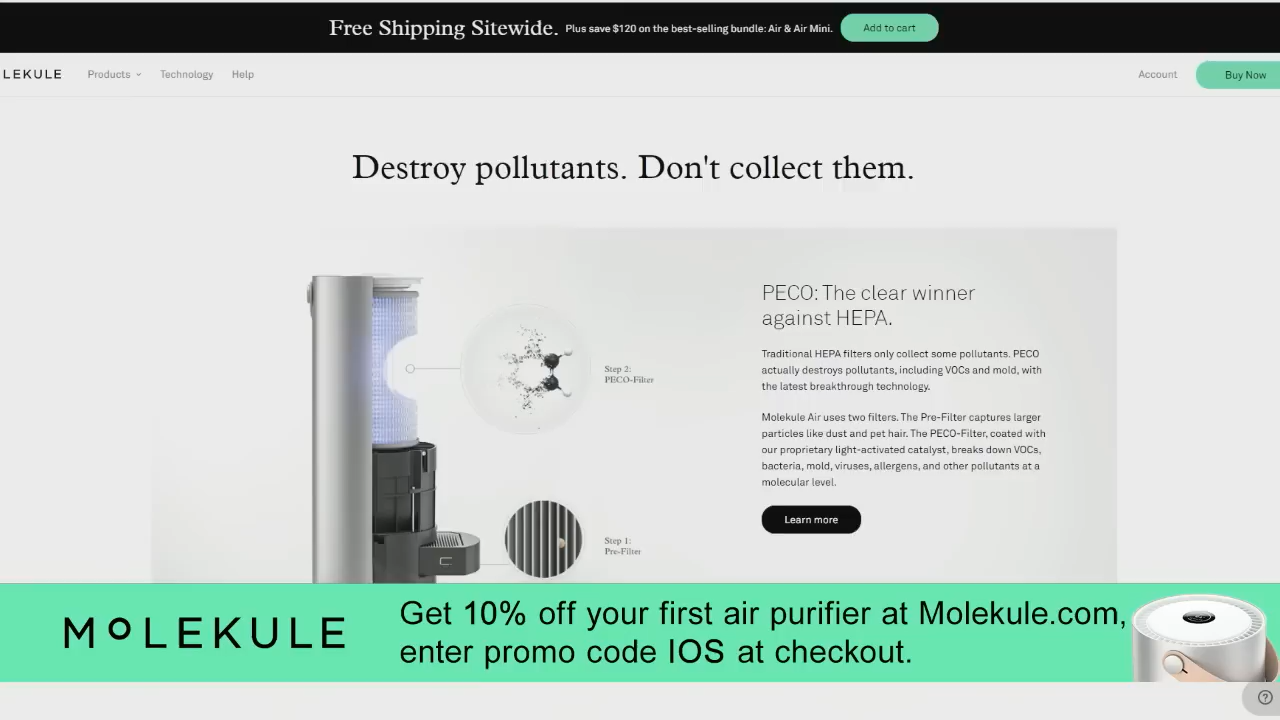 Free Shipping Sitewide. Plus save $120 on the best-selling bundle: Air & Air Mini. Add to cart
LEKULE Products Technology Help Account Buy Now
Destroy pollutants. Don't collect them.
PECO: The clear winner
against HEPA.
Traditional HEPA filters only collect some pollutants. PECO
actually destroys pollutants, including VOCs and mold, with
the latest breakthrough technology.
Step 2:
PECO-Filter
Molekule Air uses two filters. The Pre-Filter captures larger
particles like dust and pet hair. The PECO-Filter, coated with
our proprietary light-activated catalyst, breaks down VOCs,
bacteria, mold, viruses, allergens, and other pollutants at a
molecular level.
Learn more
Step 1:
Pre-Filter
MOLEKULE
Get 10% off your first air purifier at Molekule.com,
enter promo code IOS at checkout.
?